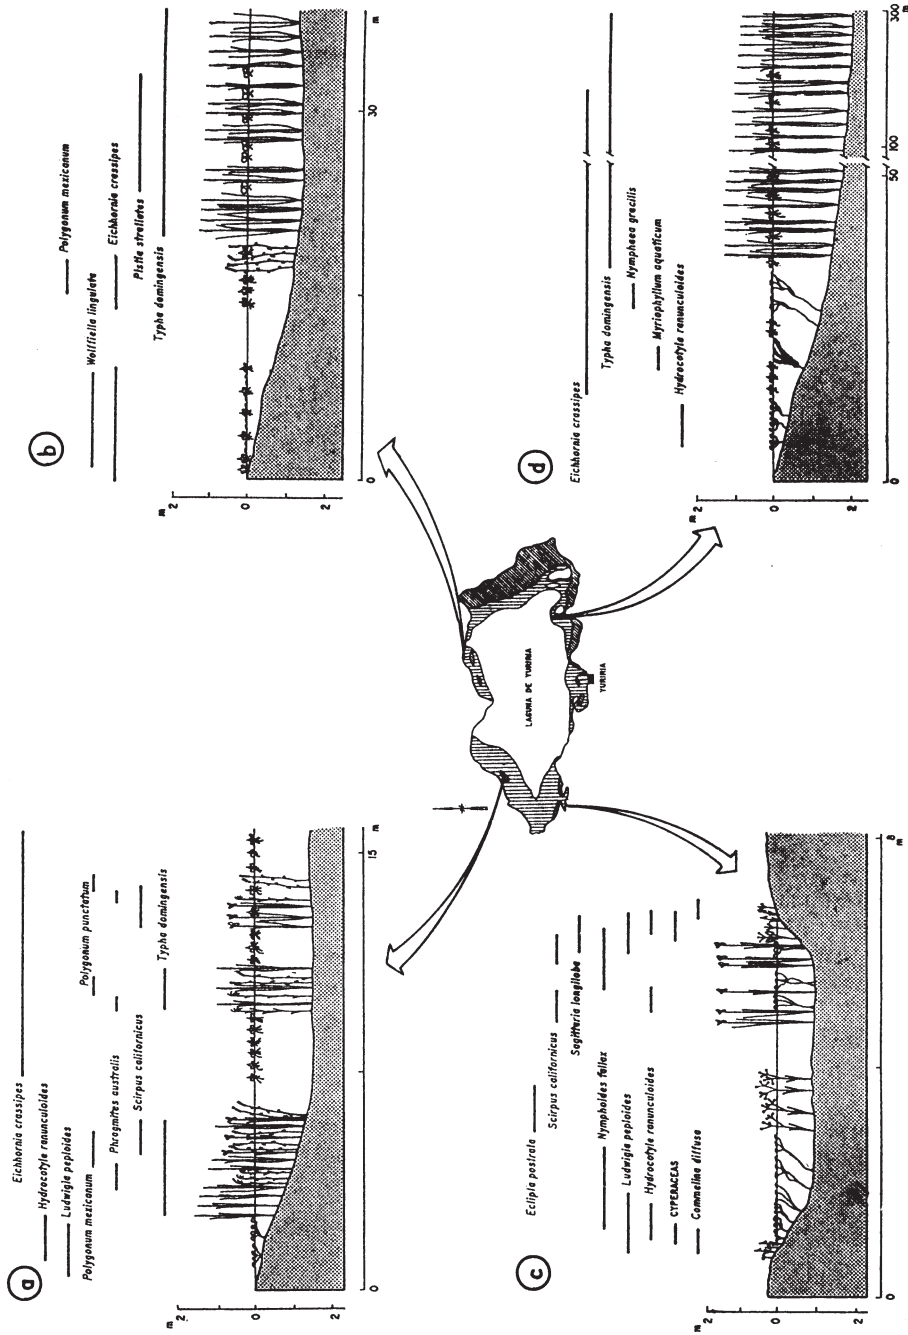 a
Eichhornia crassipes
Hydrocotyle ranunculoides
Ludwigia peploides
Polygonum mexicanum
Polygonum punctatum
Phragmites australis
Scirpus californicus
Typha domingensis
m
2
0
2
0
15
m
b
Polygonum mexicanum
Wolffiella lingulata
Eichhornia crassipes
Pistia stratiotes
Typha domingensis
m
2
0
2
0
30
m
LAGUNA DE YURIRIA
YURIRIA
c
Eclipta postrata
Scirpus californicus
Sagittaria longiloba
Nymphoides fallax
Ludwigia peploides
Hydrocotyle ranunculoides
CYPERACEAS
Commelina diffusa
m
2
0
2
0
8
m
d
Eichhornia crassipes
Typha domingensis
Nymphaea gracilis
Myriophyllum aquaticum
Hydrocotyle ranunculoides
m
2
0
2
0
50
100
300
m